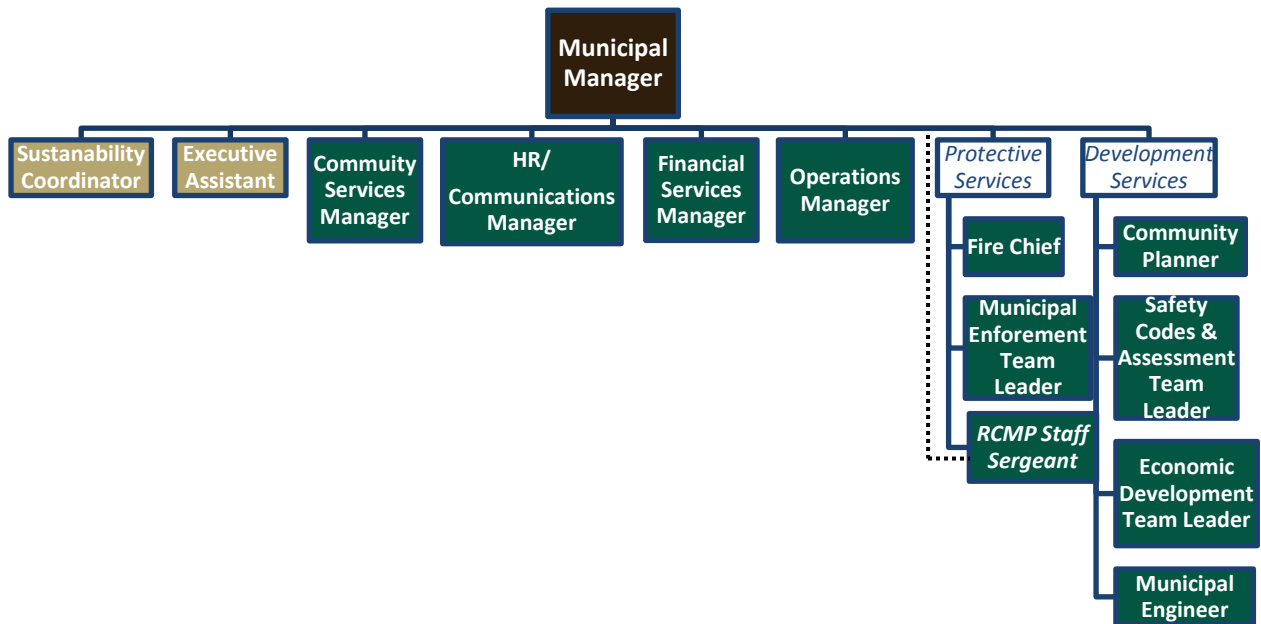 Municipal
Manager
Sustanability
Coordinator
Executive
Assistant
Commuity
Services
Manager
HR/
Communications
Manager
Financial
Services
Manager
Operations
Manager
Protective
Services
Development
Services
Fire Chief
Municipal
Enforement
Team
Leader
RCMP Staff
Sergeant
Community
Planner
Safety
Codes &
Assessment
Team
Leader
Economic
Development
Team Leader
Municipal
Engineer